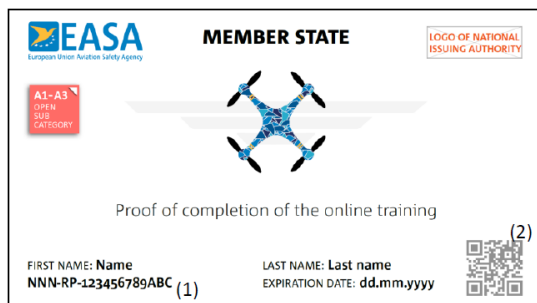 EASA
European Union Aviation Safety Agency
MEMBER STATE
LOGO OF NATIONAL
ISSUING AUTHORITY
A1-A3
OPEN
SUB
CATEGORY
Proof of completion of the online training
(2)
FIRST NAME: Name
LAST NAME: Last name
NNN-RP-123456789ABC (1)
EXPIRATION DATE: dd.mm.yyyy